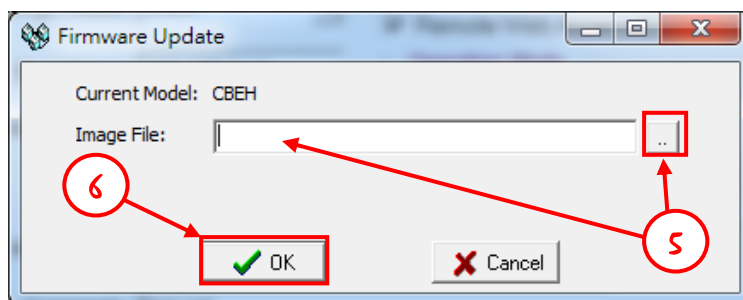 Firmware Update
Current Model: CBEH
Image File:
..
6
5
OK
Cancel